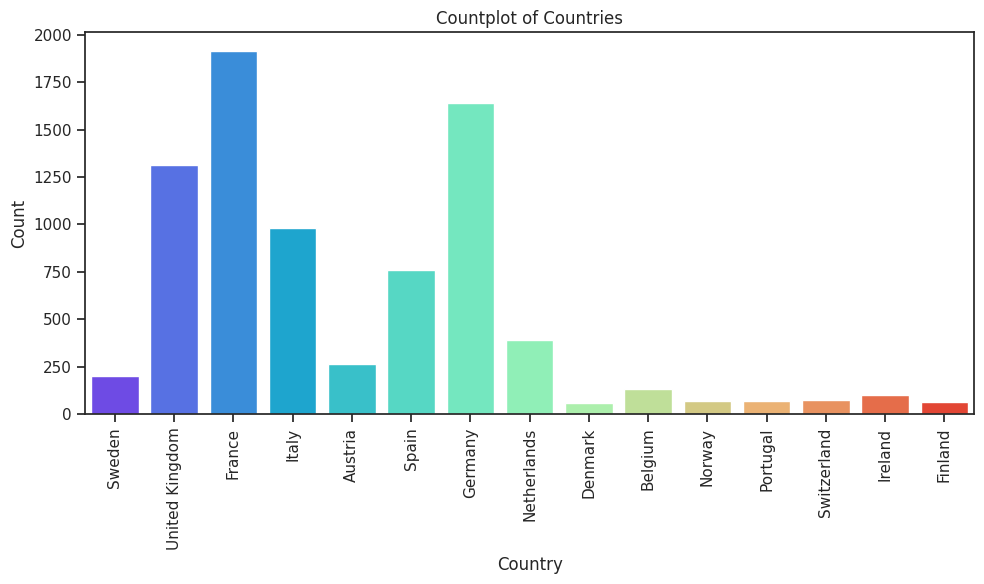 Countplot of Countries
2000
1750
1500
1250
1000
750
500
250
0
Count
Sweden
United Kingdom
France
Italy
Austria
Spain
Germany
Netherlands
Denmark
Belgium
Norway
Portugal
Switzerland
Ireland
Finland
Country